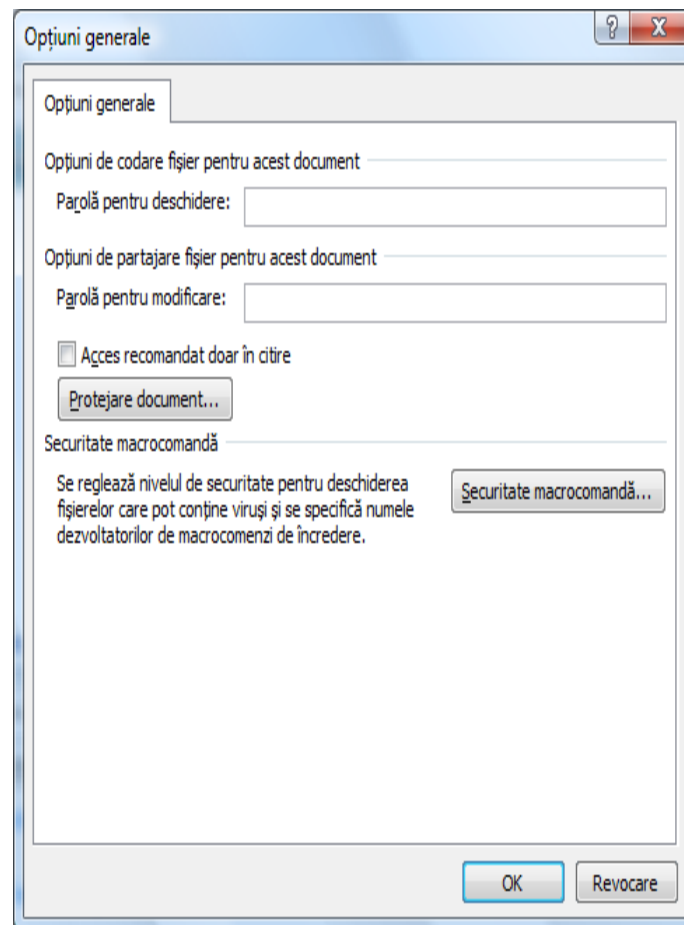 Opțiuni generale
Opțiuni generale
Opțiuni de codare fișier pentru acest document
Parolă pentru deschidere:
Opțiuni de partajare fișier pentru acest document
Parolă pentru modificare:
Acces recomandat doar în citire
Protejare document...
Securitate macrocomandă
Se reglează nivelul de securitate pentru deschiderea
fișierelor care pot conține viruși și se specifică numele
dezvoltatorilor de macrocomenzi de încredere.
Securitate macrocomandă...
OK
Revocare